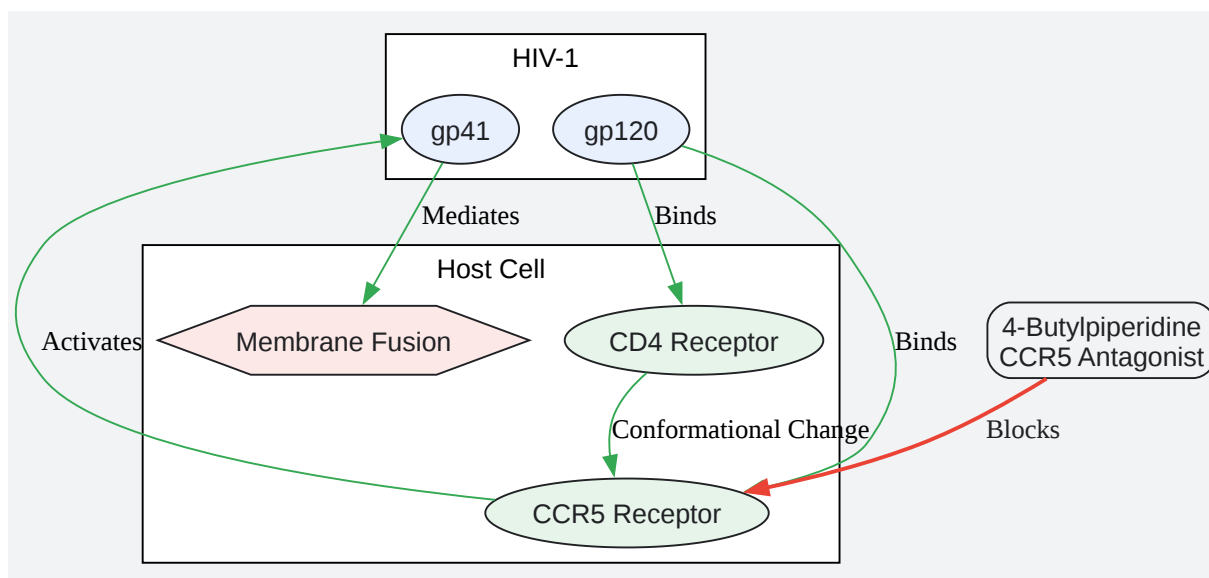 HIV-1
gp41
gp120
Mediates
Binds
Host Cell
Activates
Membrane Fusion
CD4 Receptor
Binds
4-Butylpiperidine
CCR5 Antagonist
Conformational Change
Blocks
CCR5 Receptor